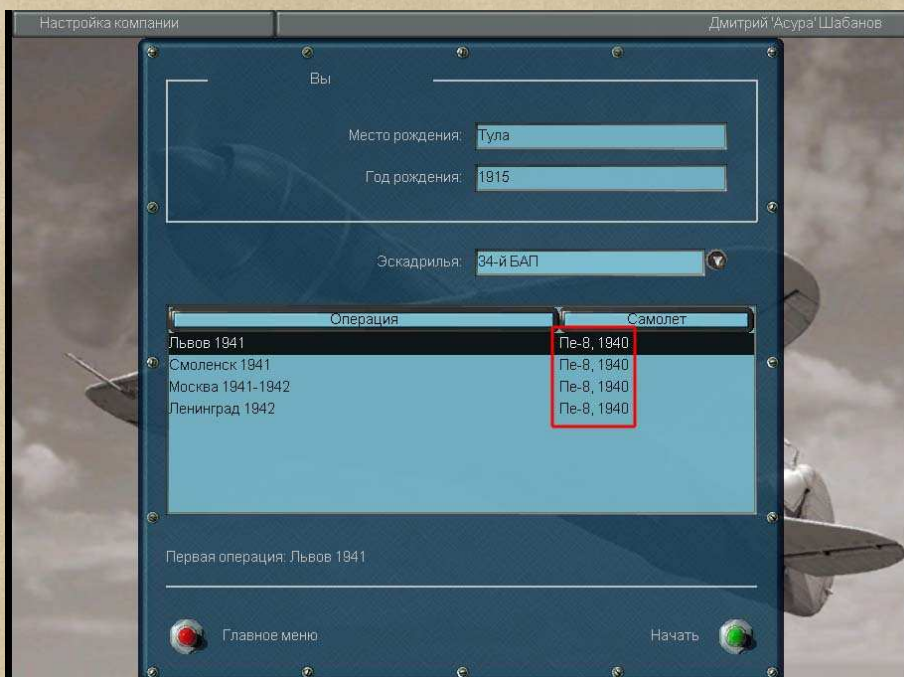 Настройка компании
Дмитрий 'Асура' Шабанов
Вы
Место рождения: Тула
Год рождения: 1915
Эскадрилья: 34-й БАП
Операция Самолет
Львов 1941 Пе-8, 1940
Смоленск 1941 Пе-8, 1940
Москва 1941-1942 Пе-8, 1940
Ленинград 1942 Пе-8, 1940
Первая операция: Львов 1941
Главное меню
Начать